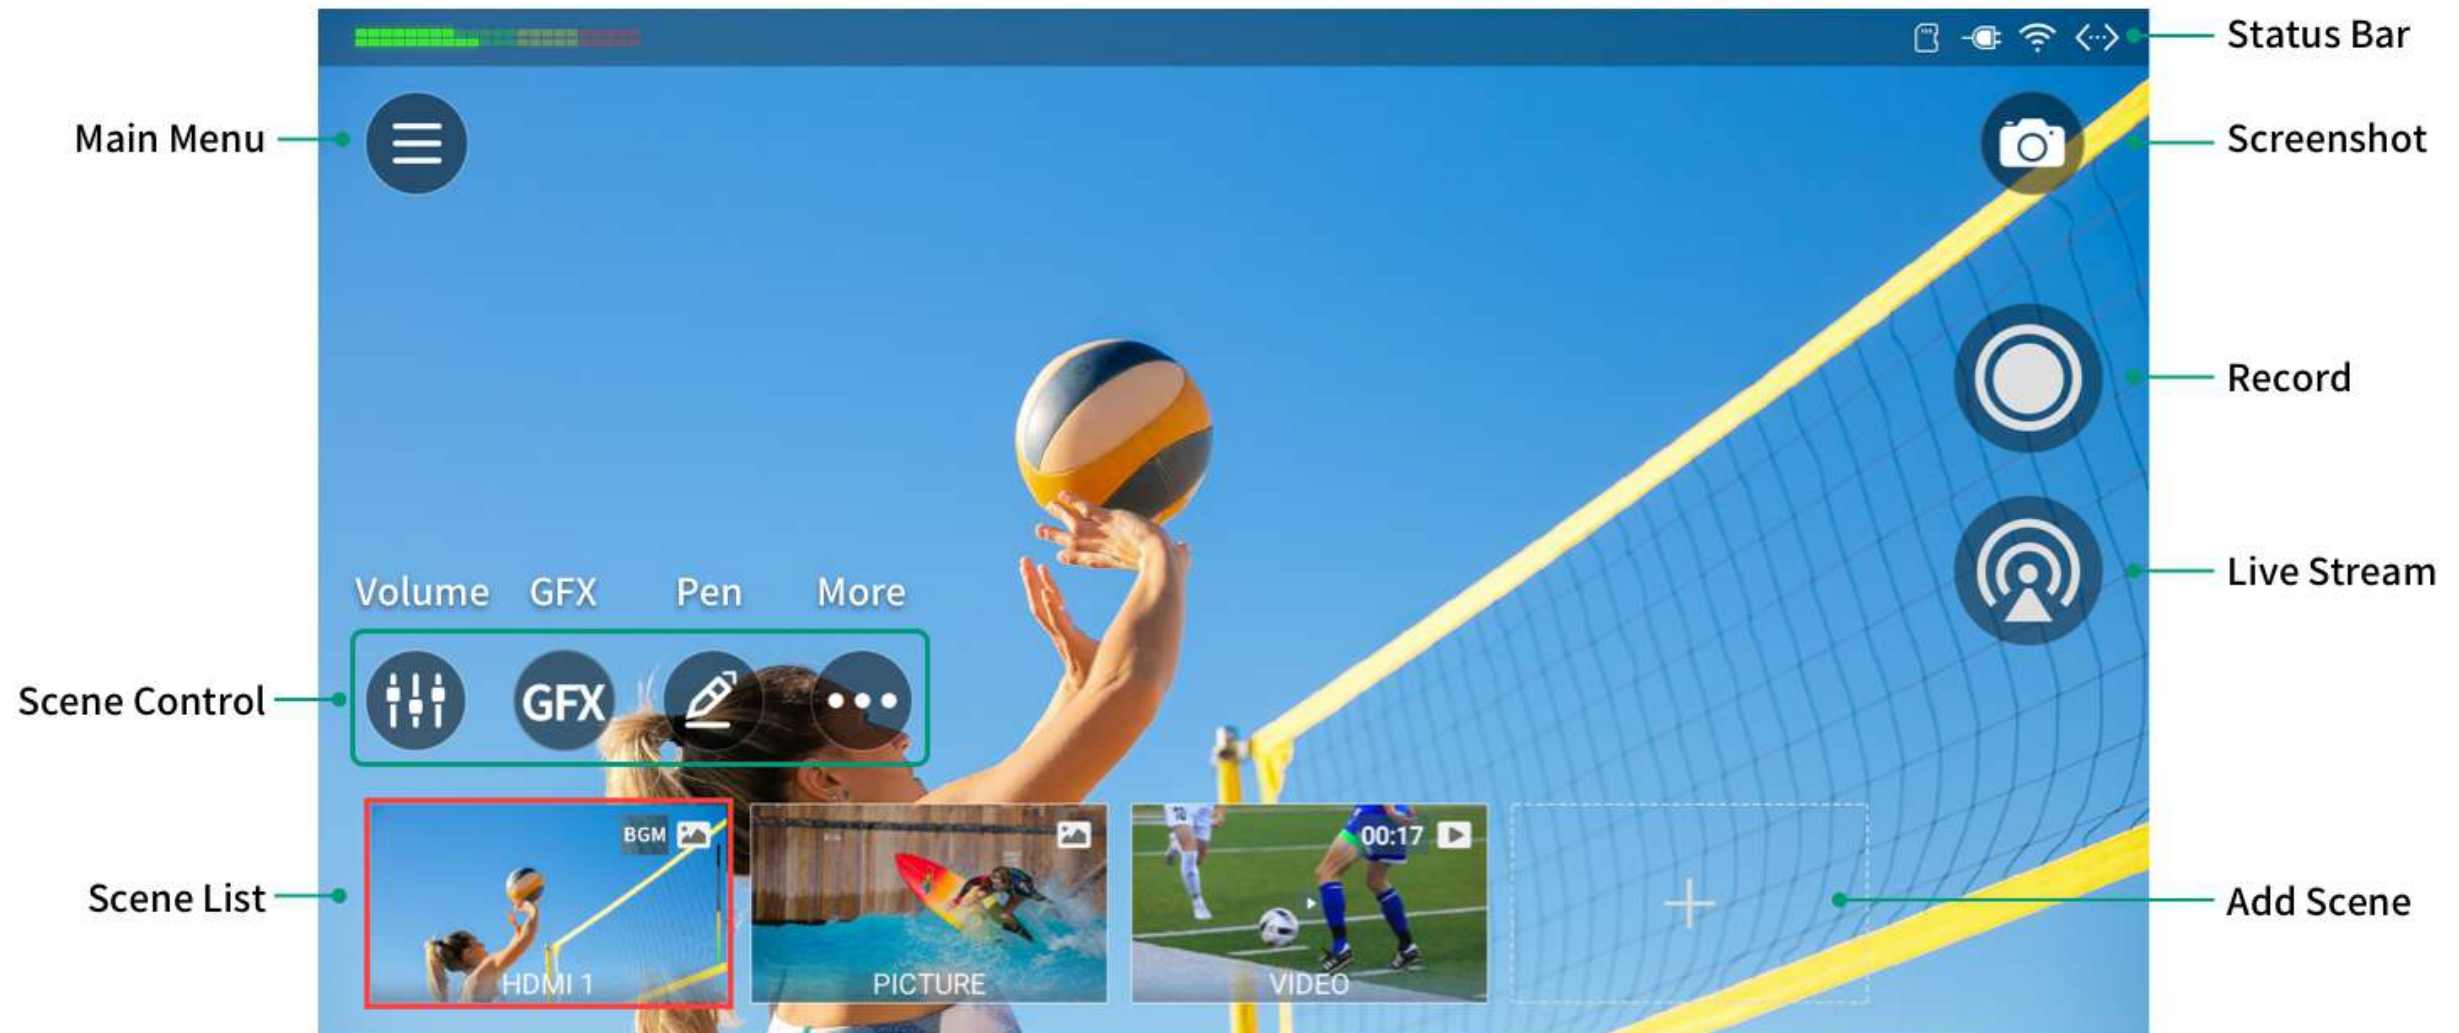 Status Bar
Main Menu
Screenshot
Record
Live Stream
Volume GFX Pen More
Scene Control
GFX
BGM
00:17
Scene List
Add Scene
HDMI 1
PICTURE
VIDEO